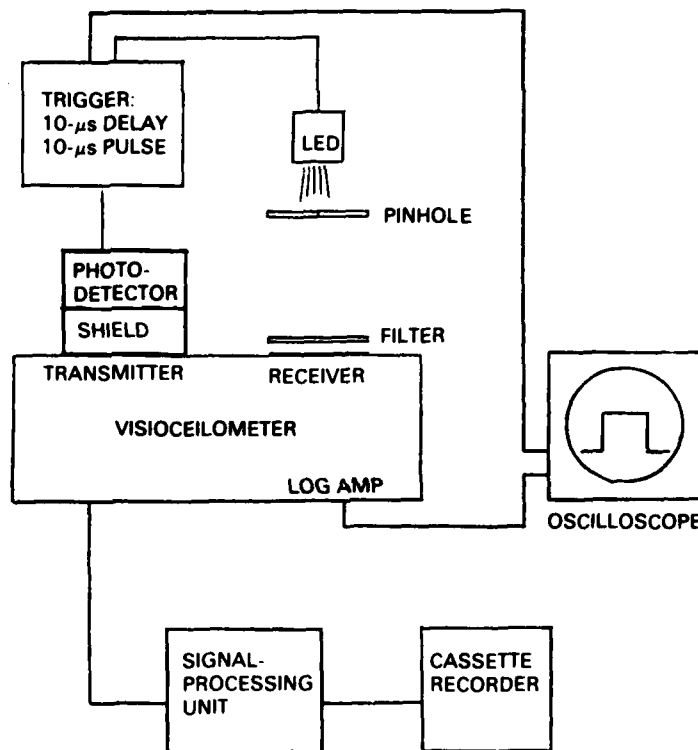 TRIGGER:
10-μs DELAY
10-μs PULSE
LED
PINHOLE
PHOTO-
DETECTOR
SHIELD
FILTER
TRANSMITTER
RECEIVER
VISIOCEILOMETER
LOG AMP
OSCILLOSCOPE
SIGNAL-
PROCESSING
UNIT
CASSETTE
RECORDER